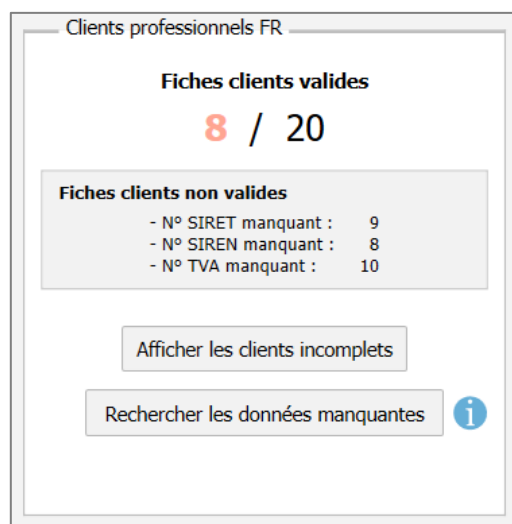 Clients professionnels FR
Fiches clients valides
8 / 20
Fiches clients non valides
- N° SIRET manquant : 9
- N° SIREN manquant : 8
- N° TVA manquant : 10
Afficher les clients incomplets
Rechercher les données manquantes i